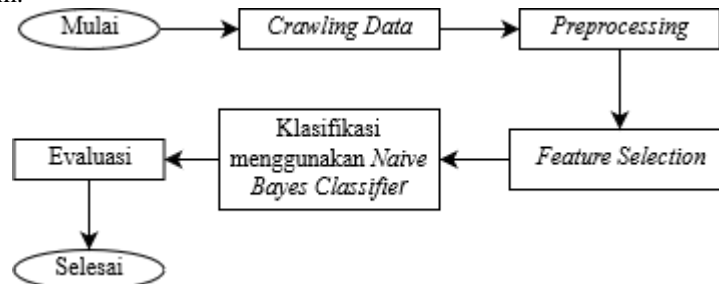 Mulai
Crawling Data
Preprocessing
Feature Selection
Klasifikasi
menggunakan Naive
Bayes Classifier
Evaluasi
Selesai